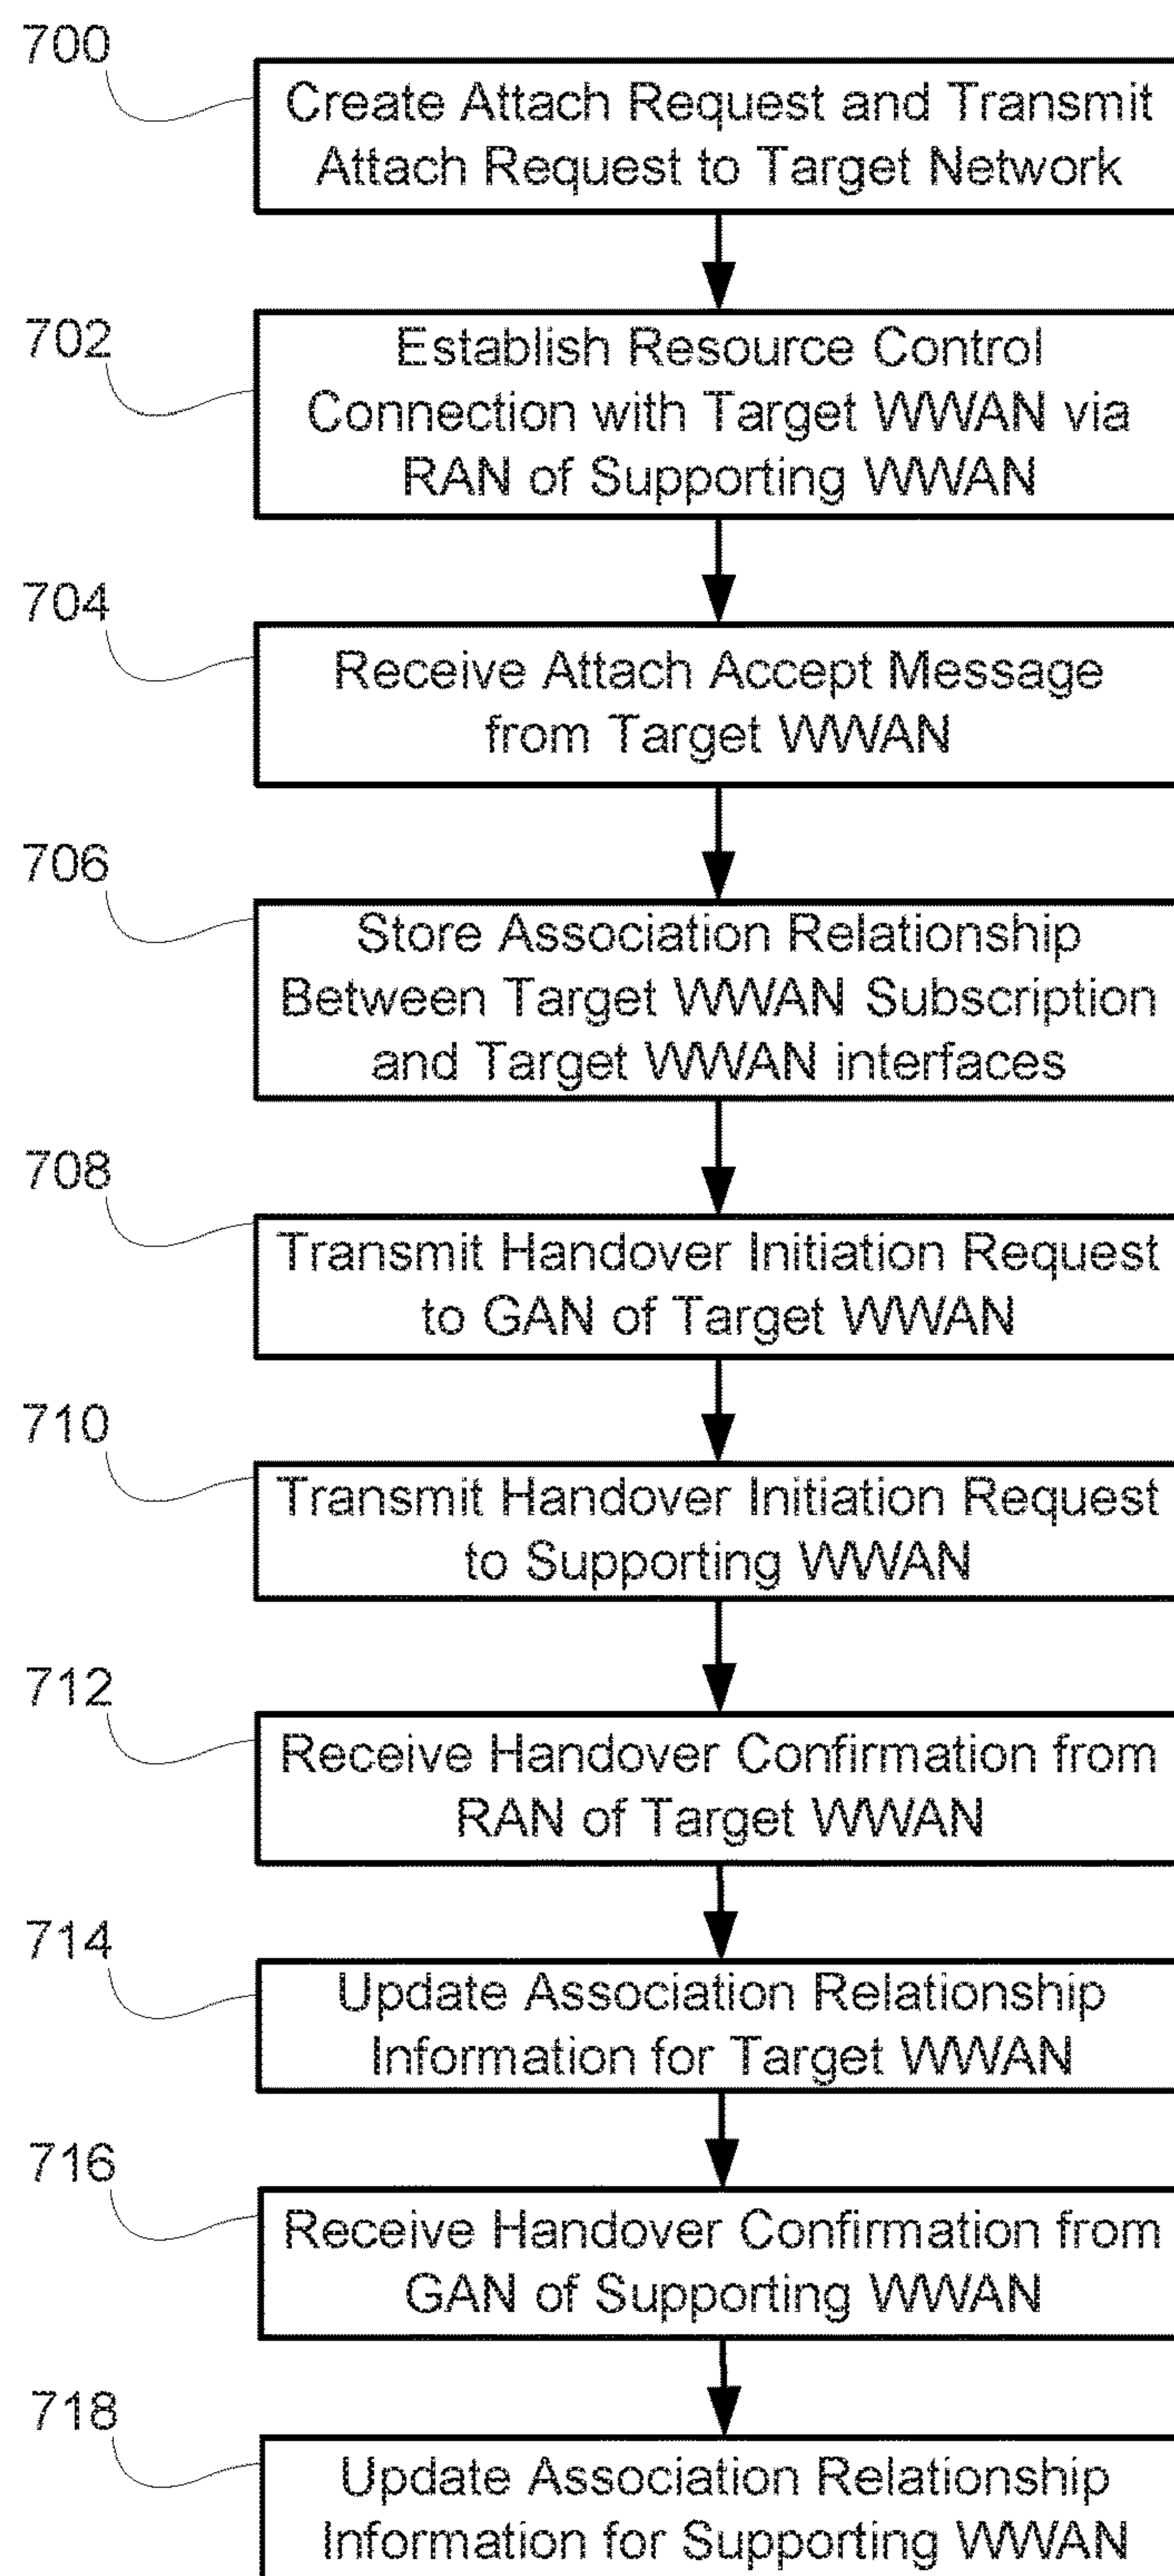 700
Create Attach Request and Transmit
Attach Request to Target Network
702
Establish Resource Control
Connection with Target WWAN via
RAN of Supporting WWAN
704
Receive Attach Accept Message
from Target WWAN
706
Store Association Relationship
Between Target WWAN Subscription
and Target WWAN interfaces
708
Transmit Handover Initiation Request
to GAN of Target WWAN
710
Transmit Handover Initiation Request
to Supporting WWAN
712
Receive Handover Confirmation from
RAN of Target WWAN
714
Update Association Relationship
Information for Target WWAN
716
Receive Handover Confirmation from
GAN of Supporting WWAN
718
Update Association Relationship
Information for Supporting WWAN